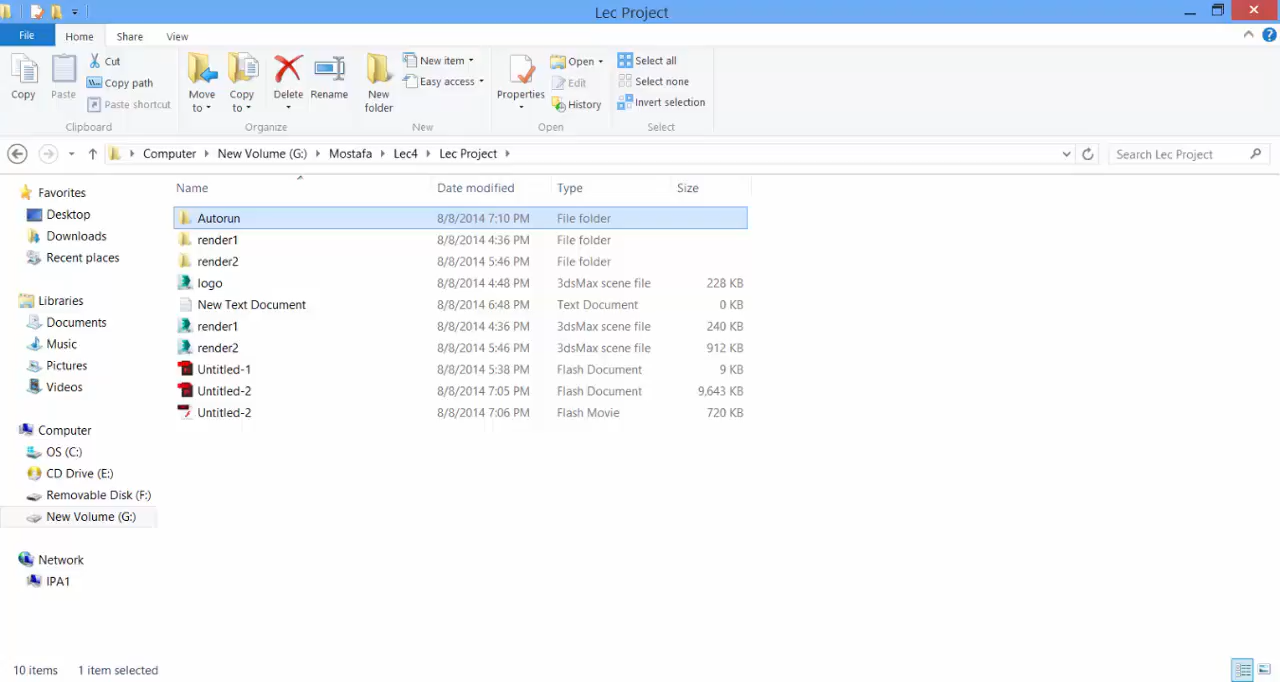 Lec Project
File Home Share View
Copy Paste Cut Copy path Paste shortcut Move to Copy to Delete Rename New folder New item Easy access Properties Open Edit History Select all Select none Invert selection
Clipboard Organize New Open Select
Computer New Volume (G:) Mostafa Lec4 Lec Project Search Lec Project
Name Date modified Type Size
Favorites
Desktop
Downloads
Recent places
Libraries
Documents
Music
Pictures
Videos
Computer
OS (C:)
CD Drive (E:)
Removable Disk (F:)
New Volume (G:)
Network
IPA1
Autorun 8/8/2014 7:10 PM File folder
render1 8/8/2014 4:36 PM File folder
render2 8/8/2014 5:46 PM File folder
logo 8/8/2014 4:48 PM 3dsMax scene file 228 KB
New Text Document 8/8/2014 6:48 PM Text Document 0 KB
render1 8/8/2014 4:36 PM 3dsMax scene file 240 KB
render2 8/8/2014 5:46 PM 3dsMax scene file 912 KB
Untitled-1 8/8/2014 5:38 PM Flash Document 9 KB
Untitled-2 8/8/2014 7:05 PM Flash Document 9,643 KB
Untitled-2 8/8/2014 7:06 PM Flash Movie 720 KB
10 items 1 item selected